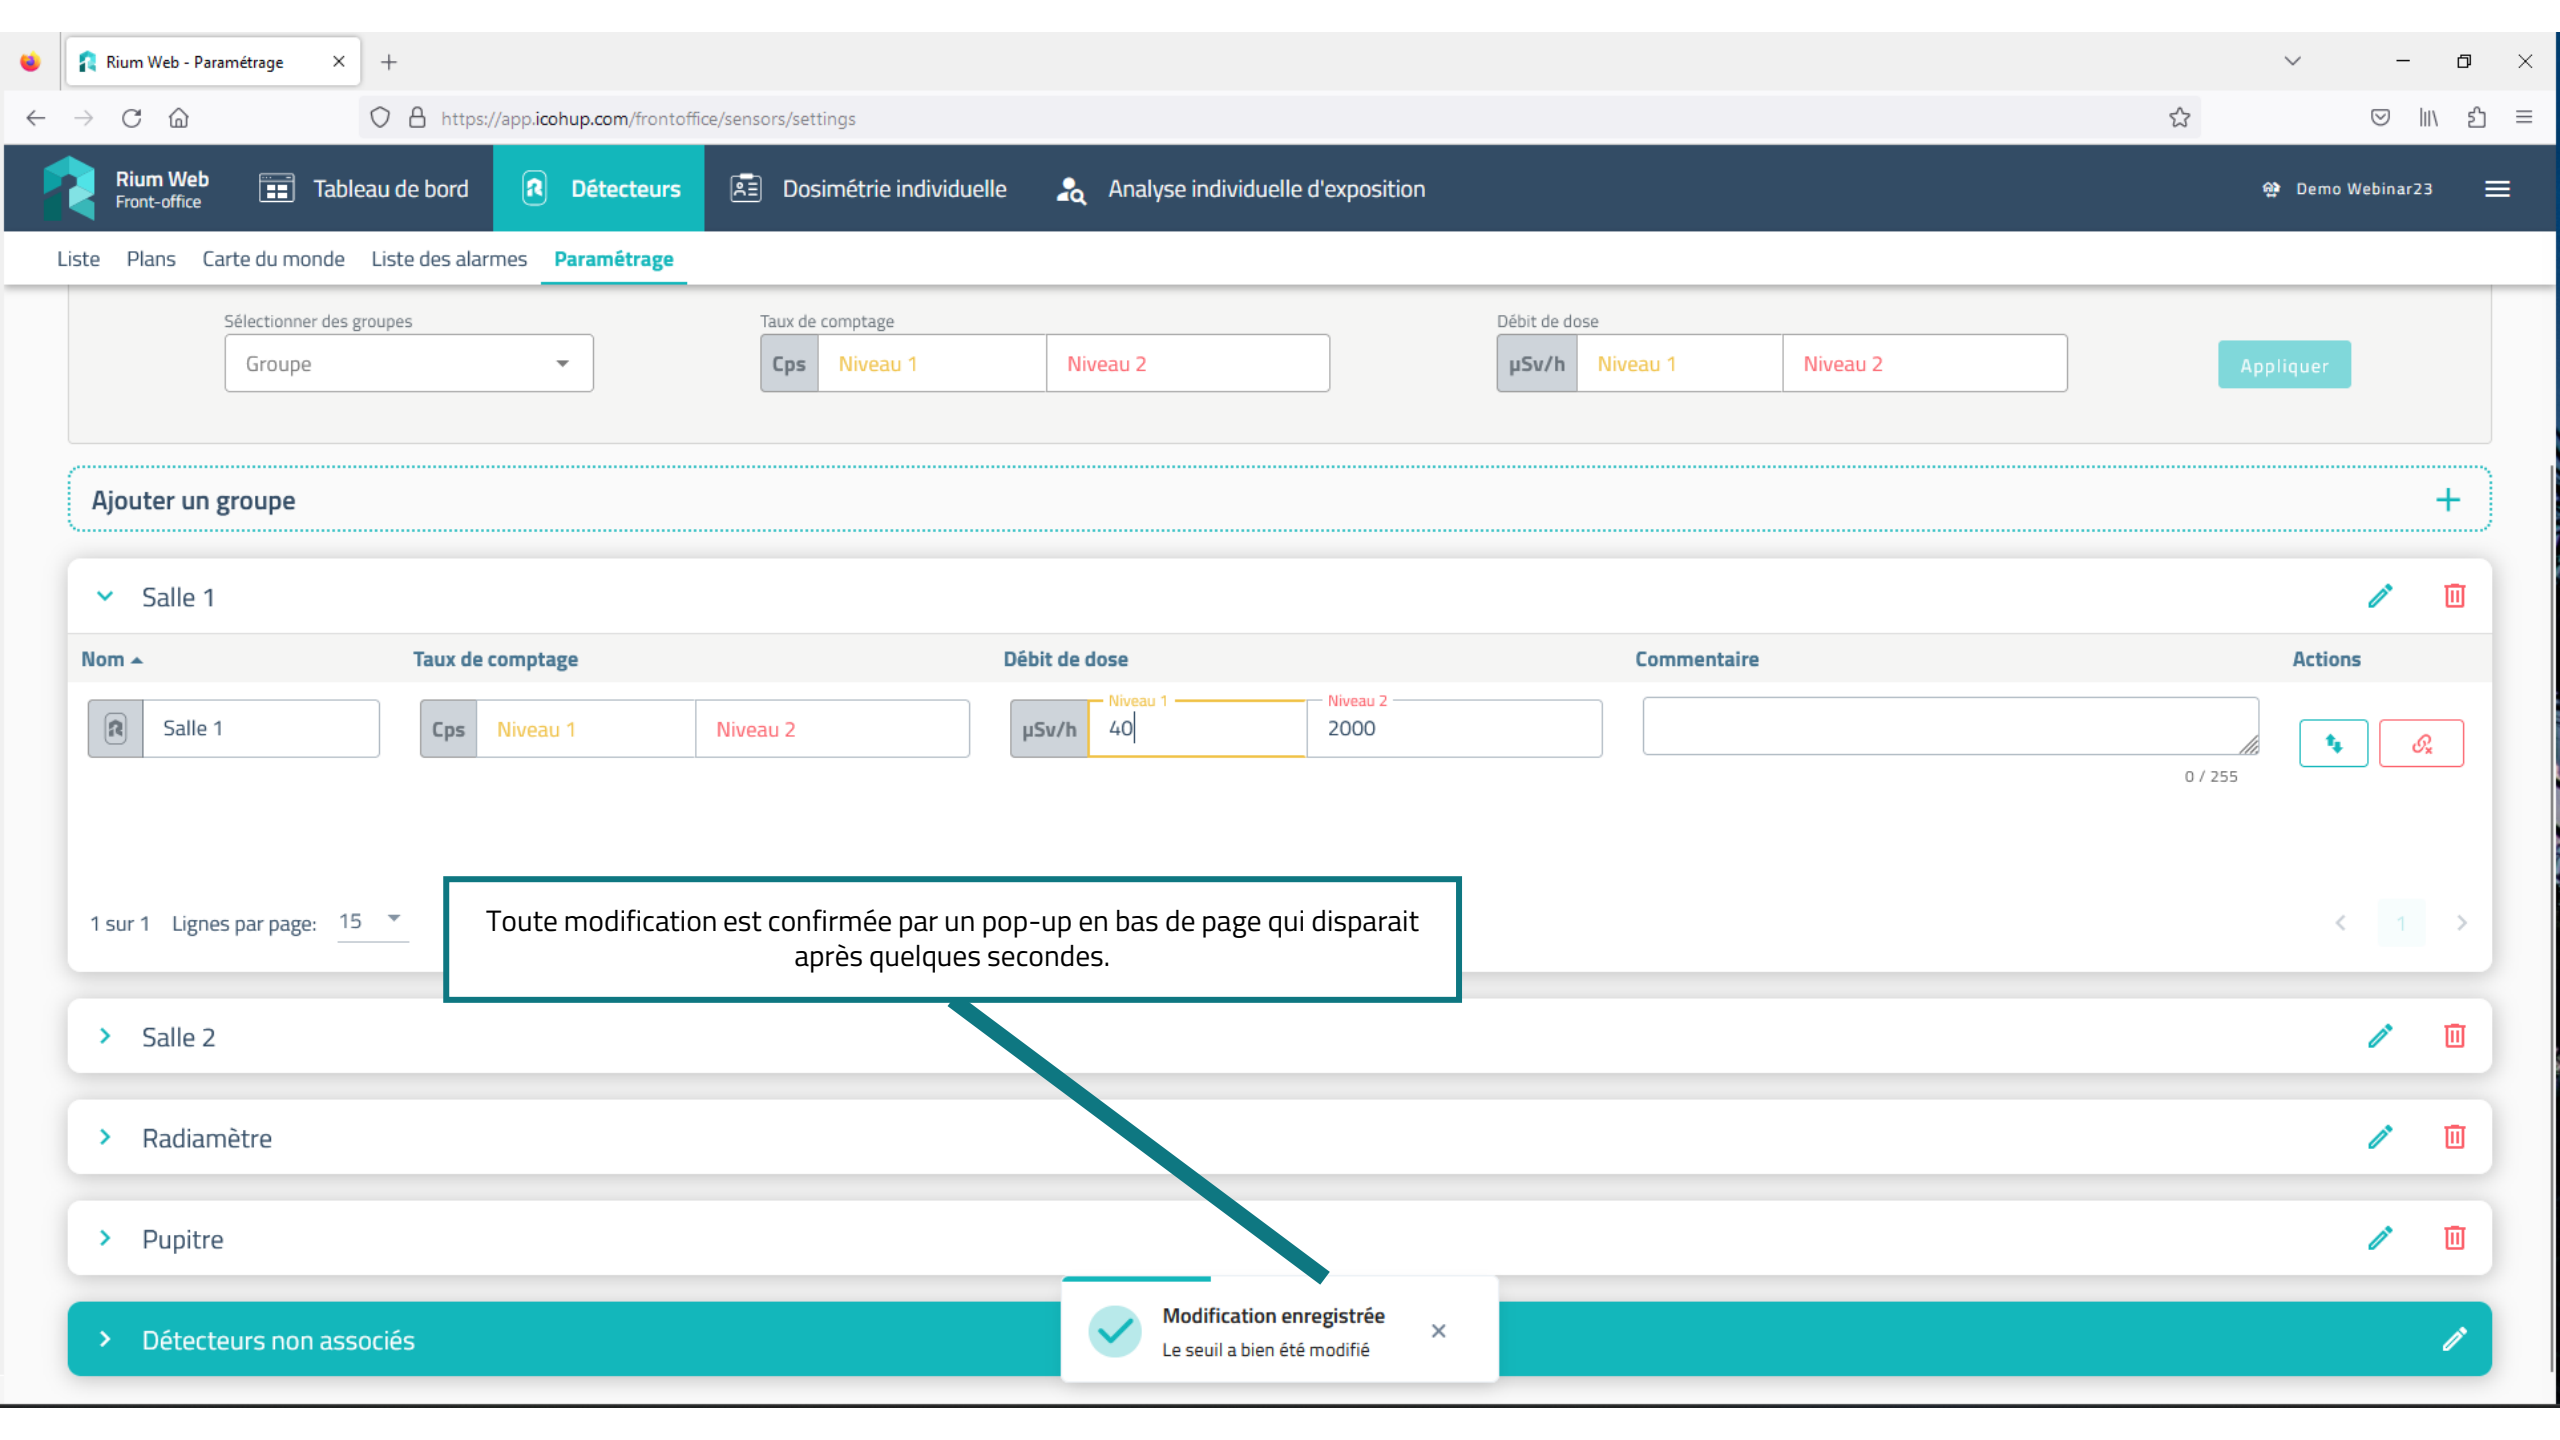 Rium Web - Paramétrage
https://app.icohup.com/frontoffice/sensors/settings
Rium Web
Front-office
Tableau de bord
Détecteurs
Dosimétrie individuelle
Analyse individuelle d'exposition
Demo Webinar23
Liste Plans Carte du monde Liste des alarmes Paramétrage
Sélectionner des groupes
Groupe
Taux de comptage
Cps Niveau 1 Niveau 2
Débit de dose
µSv/h Niveau 1 Niveau 2
Appliquer
Ajouter un groupe
Salle 1
Nom Taux de comptage Débit de dose Commentaire Actions
Salle 1
Cps Niveau 1 Niveau 2
Niveau 1 Niveau 2
µSv/h 40 2000
0 / 255
1 sur 1 Lignes par page: 15
1
Toute modification est confirmée par un pop-up en bas de page qui disparait
après quelques secondes.
Salle 2
Radiamètre
Pupitre
Détecteurs non associés
Modification enregistrée
Le seuil a bien été modifié